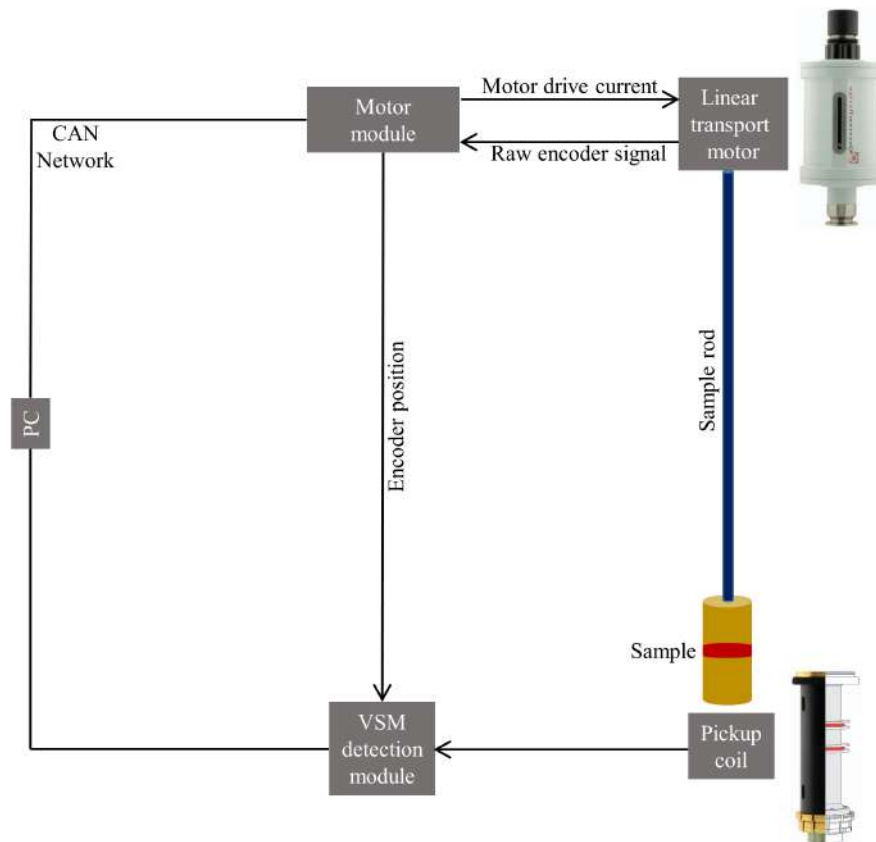 Motor drive current
Motor
module
Linear
transport
motor
CAN
Network
Raw encoder signal
Encoder position
Sample rod
PC
Sample
VSM
detection
module
Pickup
coil